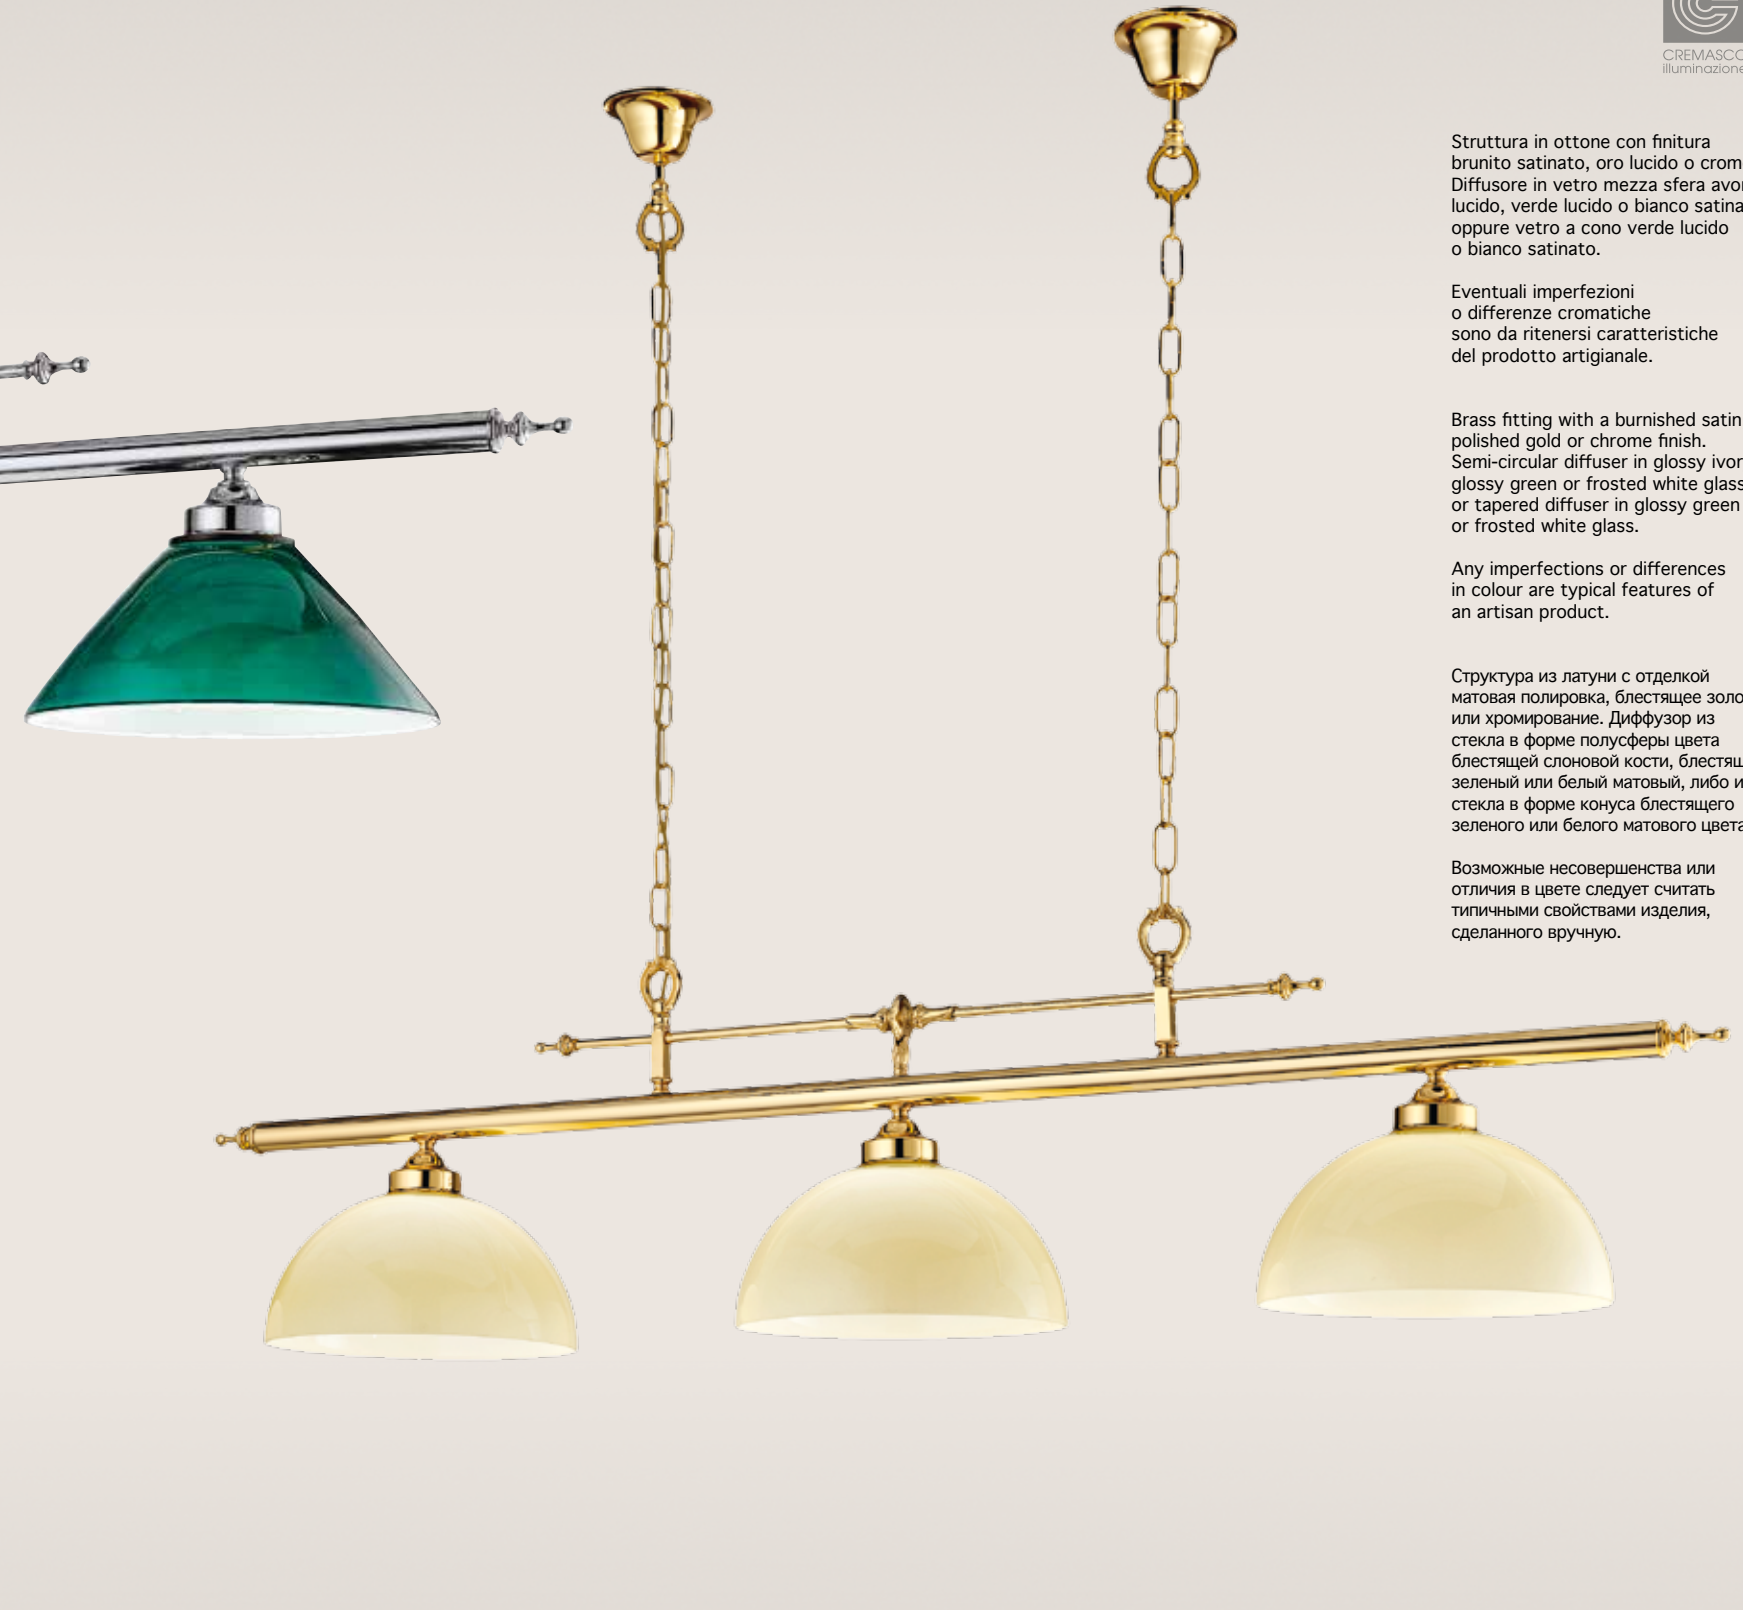 CREMASCO
illuminazione
Struttura in ottone con finitura
brunito satinato, oro lucido o
Diffusore in vetro mezza sfera
lucido, verde lucido o bianco
oppure vetro a cono verde lucido
o bianco satinato.
Eventuali imperfezioni
o differenze cromatiche
sono da ritenersi caratteristiche
del prodotto artigianale.
Brass fitting with a burnished satin
polished gold or chrome finish.
Semi-circular diffuser in glossy
glossy green or frosted white glass
or tapered diffuser in glossy green
or frosted white glass.
Any imperfections or differences
in colour are typical features of
an artisan product.
Структура из латуни с отделкой
матовая полировка, блестящее
или хромирование. Диффузор из
стекла в форме полусферы цвета
блестящей слоновой кости,
зеленый или белый матовый, либо
стекла в форме конуса блестящего
зеленого или белого матового цвета
Возможные несовершенства или
отличия в цвете следует считать
типичными свойствами изделия,
сделанного вручную.